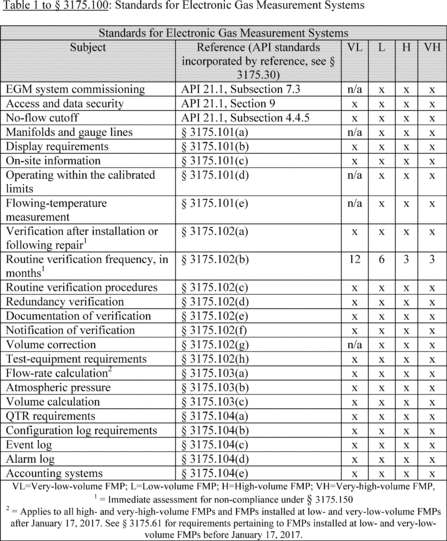 Table 1 to § 3175.100: Standards for Electronic Gas Measurement Systems
Standards for Electronic Gas Measurement Systems
Subject Reference (API standards incorporated by reference, see § 3175.30) VL L H VH
EGM system commissioning API 21.1, Subsection 7.3 n/a x x x
Access and data security API 21.1, Section 9 x x x x
No-flow cutoff API 21.1, Subsection 4.4.5 x x x x
Manifolds and gauge lines § 3175.101(a) n/a x x x
Display requirements § 3175.101(b) x x x x
On-site information § 3175.101(c) x x x x
Operating within the calibrated limits § 3175.101(d) n/a x x x
Flowing-temperature measurement § 3175.101(e) n/a x x x
Verification after installation or following repair¹ § 3175.102(a) x x x x
Routine verification frequency, in months¹ § 3175.102(b) 12 6 3 3
Routine verification procedures § 3175.102(c) x x x x
Redundancy verification § 3175.102(d) x x x x
Documentation of verification § 3175.102(e) x x x x
Notification of verification § 3175.102(f) x x x x
Volume correction § 3175.102(g) n/a x x x
Test-equipment requirements § 3175.102(h) x x x x
Flow-rate calculation² § 3175.103(a) x x x x
Atmospheric pressure § 3175.103(b) x x x x
Volume calculation § 3175.103(c) x x x x
QTR requirements § 3175.104(a) x x x x
Configuration log requirements § 3175.104(b) x x x x
Event log § 3175.104(c) x x x x
Alarm log § 3175.104(d) x x x x
Accounting systems § 3175.104(e) x x x x
VL=Very-low-volume FMP; L=Low-volume FMP; H=High-volume FMP; VH=Very-high-volume FMP,
¹ = Immediate assessment for non-compliance under § 3175.150
² = Applies to all high- and very-high-volume FMPs and FMPs installed at low- and very-low-volume FMPs
after January 17, 2017. See § 3175.61 for requirements pertaining to FMPs installed at low- and very-low-
volume FMPs before January 17, 2017.